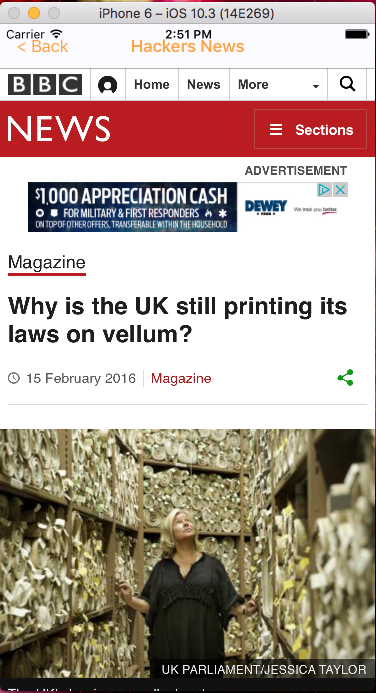 iPhone 6 – iOS 10.3 (14E269)
Carrier 2:51 PM
< Back Hackers News
BBC Home News More
NEWS Sections
ADVERTISEMENT
$1,000 APPRECIATION CASH
FOR MILITARY & FIRST RESPONDERS
ON TOP OF OTHER OFFERS, TRANSFERABLE WITHIN THE HOUSEHOLD
DEWEY
FORD
We treat you better.
Magazine
Why is the UK still printing its
laws on vellum?
15 February 2016 Magazine
UK PARLIAMENT/JESSICA TAYLOR